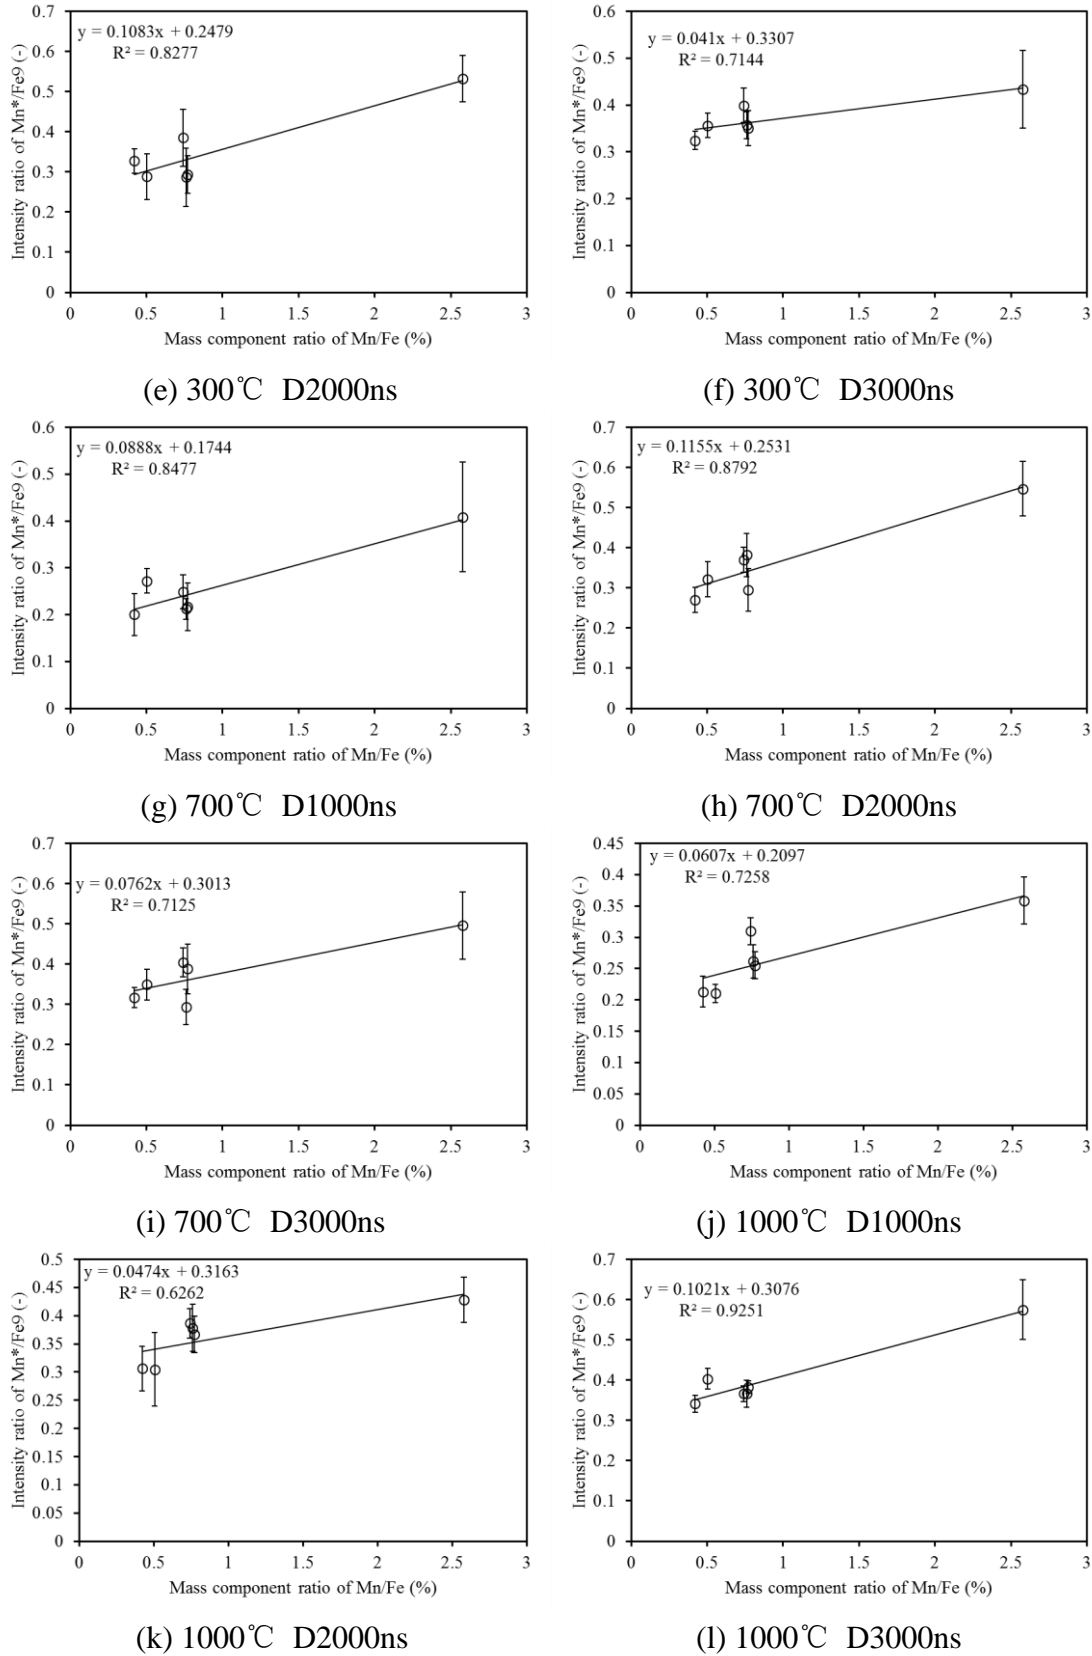 y = 0.1083x + 0.2479
R² = 0.8277
Intensity ratio of Mn*/Fe9 (-)
0.7
0.6
0.5
0.4
0.3
0.2
0.1
0
0 0.5 1 1.5 2 2.5 3
Mass component ratio of Mn/Fe (%)
(e) 300℃ D2000ns
y = 0.041x + 0.3307
R² = 0.7144
Intensity ratio of Mn*/Fe9 (-)
0.6
0.5
0.4
0.3
0.2
0.1
0
0 0.5 1 1.5 2 2.5 3
Mass component ratio of Mn/Fe (%)
(f) 300℃ D3000ns
y = 0.0888x + 0.1744
R² = 0.8477
Intensity ratio of Mn*/Fe9 (-)
0.6
0.5
0.4
0.3
0.2
0.1
0
0 0.5 1 1.5 2 2.5 3
Mass component ratio of Mn/Fe (%)
(g) 700℃ D1000ns
y = 0.1155x + 0.2531
R² = 0.8792
Intensity ratio of Mn*/Fe9 (-)
0.7
0.6
0.5
0.4
0.3
0.2
0.1
0
0 0.5 1 1.5 2 2.5 3
Mass component ratio of Mn/Fe (%)
(h) 700℃ D2000ns
y = 0.0762x + 0.3013
R² = 0.7125
Intensity ratio of Mn*/Fe9 (-)
0.7
0.6
0.5
0.4
0.3
0.2
0.1
0
0 0.5 1 1.5 2 2.5 3
Mass component ratio of Mn/Fe (%)
(i) 700℃ D3000ns
y = 0.0607x + 0.2097
R² = 0.7258
Intensity ratio of Mn*/Fe9 (-)
0.45
0.4
0.35
0.3
0.25
0.2
0.15
0.1
0.05
0
0 0.5 1 1.5 2 2.5 3
Mass component ratio of Mn/Fe (%)
(j) 1000℃ D1000ns
y = 0.0474x + 0.3163
R² = 0.6262
Intensity ratio of Mn*/Fe9 (-)
0.5
0.45
0.4
0.35
0.3
0.25
0.2
0.15
0.1
0.05
0
0 0.5 1 1.5 2 2.5 3
Mass component ratio of Mn/Fe (%)
(k) 1000℃ D2000ns
y = 0.1021x + 0.3076
R² = 0.9251
Intensity ratio of Mn*/Fe9 (-)
0.7
0.6
0.5
0.4
0.3
0.2
0.1
0
0 0.5 1 1.5 2 2.5 3
Mass component ratio of Mn/Fe (%)
(l) 1000℃ D3000ns